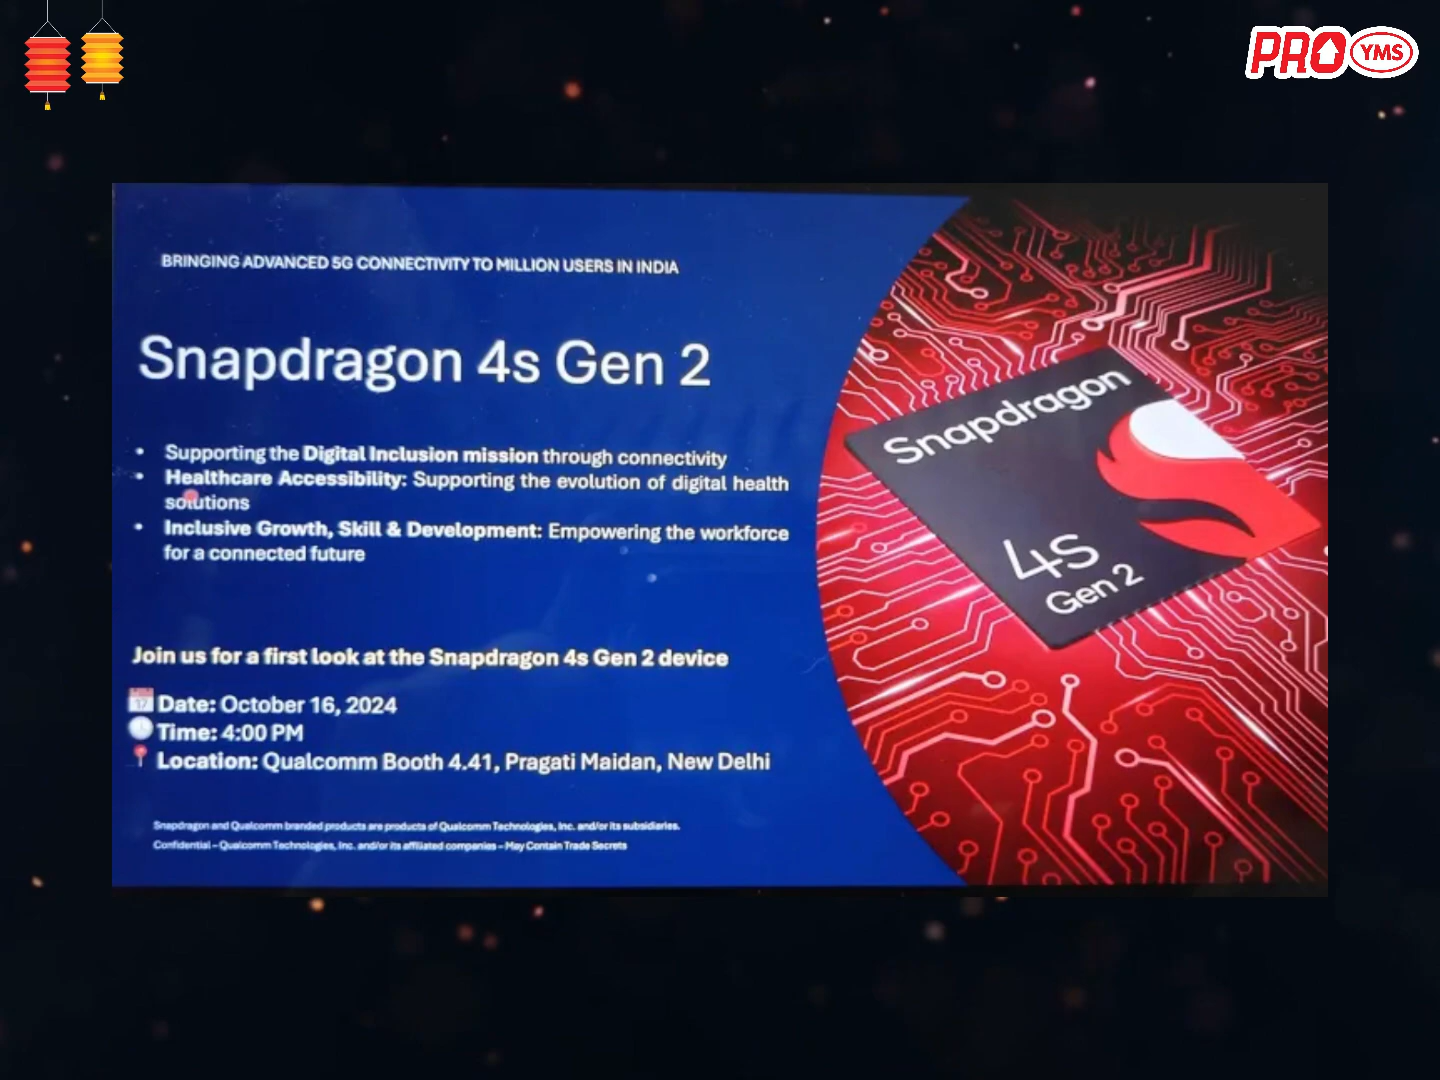 PRO YMS
BRINGING ADVANCED 5G CONNECTIVITY TO MILLION USERS IN INDIA
Snapdragon 4s Gen 2
• Supporting the Digital Inclusion mission through connectivity
• Healthcare Accessibility: Supporting the evolution of digital health
solutions
• Inclusive Growth, Skill & Development: Empowering the workforce
for a connected future
Join us for a first look at the Snapdragon 4s Gen 2 device
17 Date: October 16, 2024
Time: 4:00 PM
Location: Qualcomm Booth 4.41, Pragati Maidan, New Delhi
Snapdragon and Qualcomm branded products are products of Qualcomm Technologies, Inc. and/or its subsidiaries.
Confidential – Qualcomm Technologies, Inc. and/or its affiliated companies – May Contain Trade Secrets
Snapdragon
4s
Gen 2